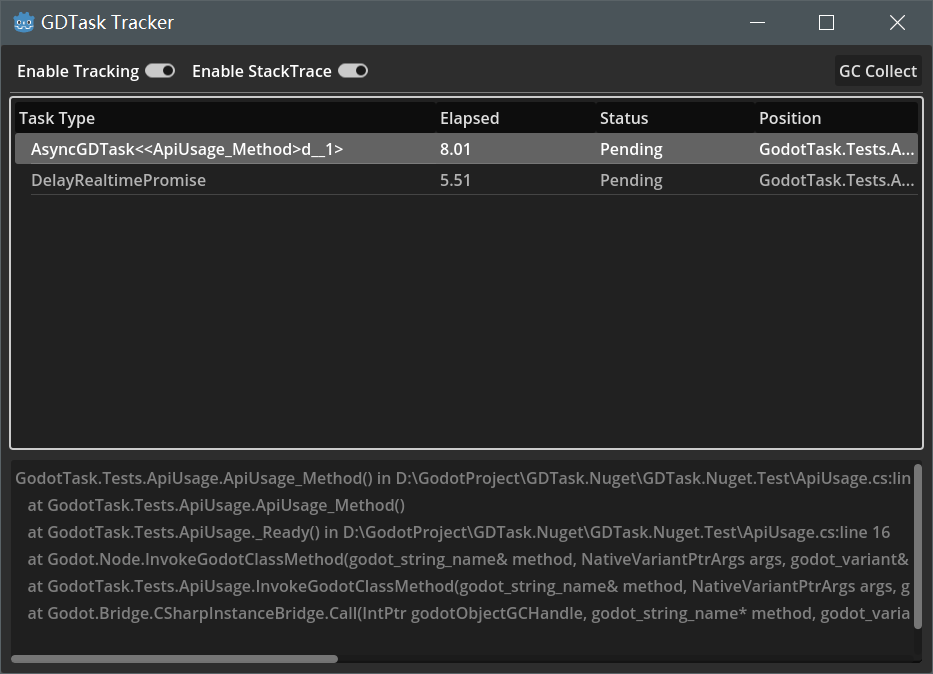 GDTask Tracker
Enable Tracking Enable StackTrace GC Collect
Task Type Elapsed Status Position
AsyncGDTask<<ApiUsage_Method>d__1> 8.01 Pending GodotTask.Tests.A...
DelayRealtimePromise 5.51 Pending GodotTask.Tests.A...
GodotTask.Tests.ApiUsage.ApiUsage_Method() in D:\GodotProject\GDTask.Nuget\GDTask.Nuget.Test\ApiUsage.cs:lin
at GodotTask.Tests.ApiUsage.ApiUsage_Method()
at GodotTask.Tests.ApiUsage._Ready() in D:\GodotProject\GDTask.Nuget\GDTask.Nuget.Test\ApiUsage.cs:line 16
at Godot.Node.InvokeGodotClassMethod(godot_string_name& method, NativeVariantPtrArgs args, godot_variant&
at GodotTask.Tests.ApiUsage.InvokeGodotClassMethod(godot_string_name& method, NativeVariantPtrArgs args, g
at Godot.Bridge.CSharpInstanceBridge.Call(IntPtr godotObjectGCHandle, godot_string_name* method, godot_varia